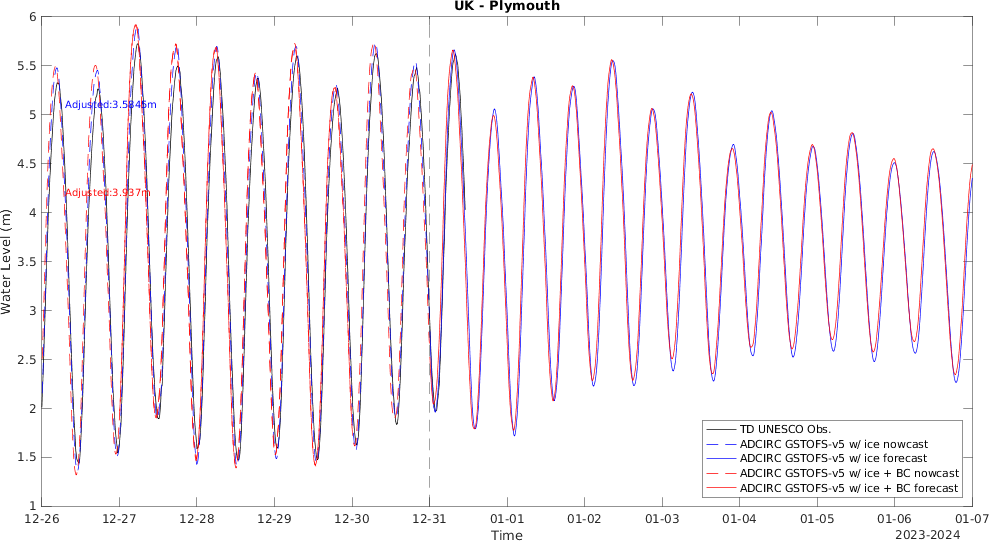 UK - Plymouth
6
5.5
5
4.5
4
3.5
3
2.5
2
1.5
1
Water Level (m)
Adjusted:3.5845m
Adjusted:3.937m
TD UNESCO Obs.
ADCIRC GSTOFS-v5 w/ ice nowcast
ADCIRC GSTOFS-v5 w/ ice forecast
ADCIRC GSTOFS-v5 w/ ice + BC nowcast
ADCIRC GSTOFS-v5 w/ ice + BC forecast
12-26 12-27 12-28 12-29 12-30 12-31 01-01 01-02 01-03 01-04 01-05 01-06 01-07
Time
2023-2024